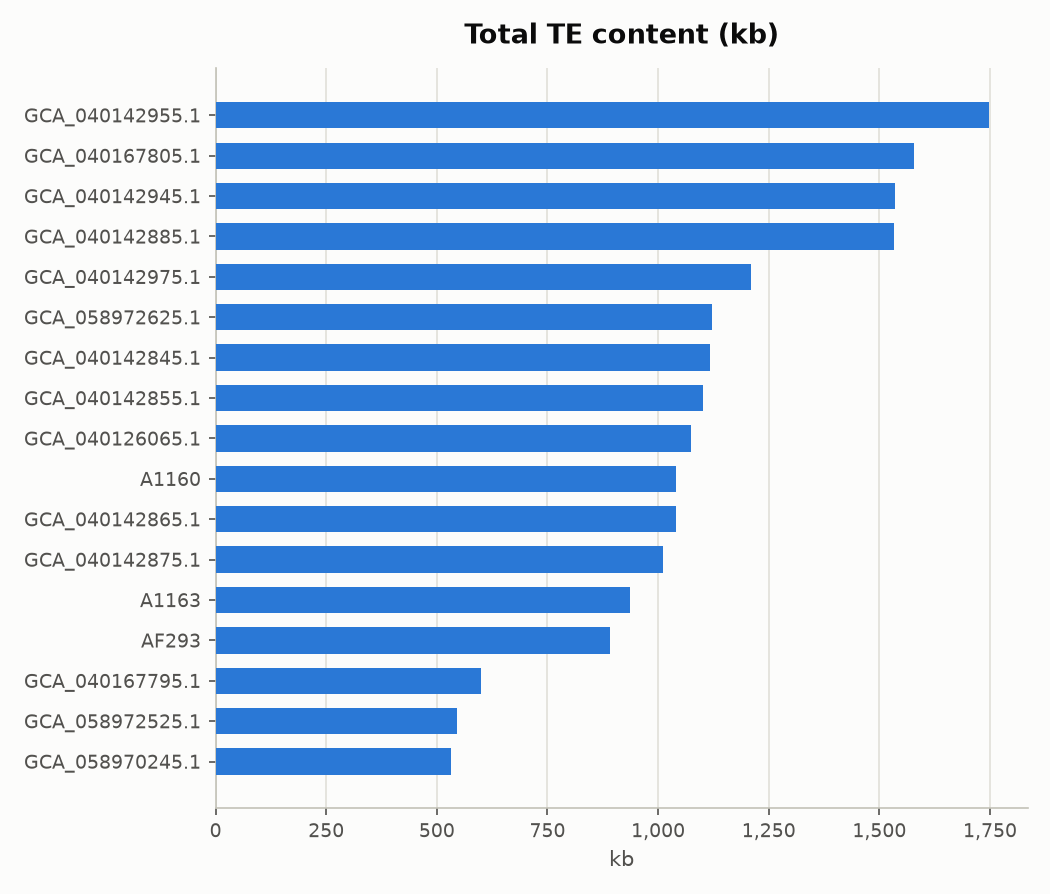 Total TE content (kb)
GCA_040142955.1
GCA_040167805.1
GCA_040142945.1
GCA_040142885.1
GCA_040142975.1
GCA_058972625.1
GCA_040142845.1
GCA_040142855.1
GCA_040126065.1
A1160
GCA_040142865.1
GCA_040142875.1
A1163
AF293
GCA_040167795.1
GCA_058972525.1
GCA_058970245.1
0 250 500 750 1,000 1,250 1,500 1,750
kb